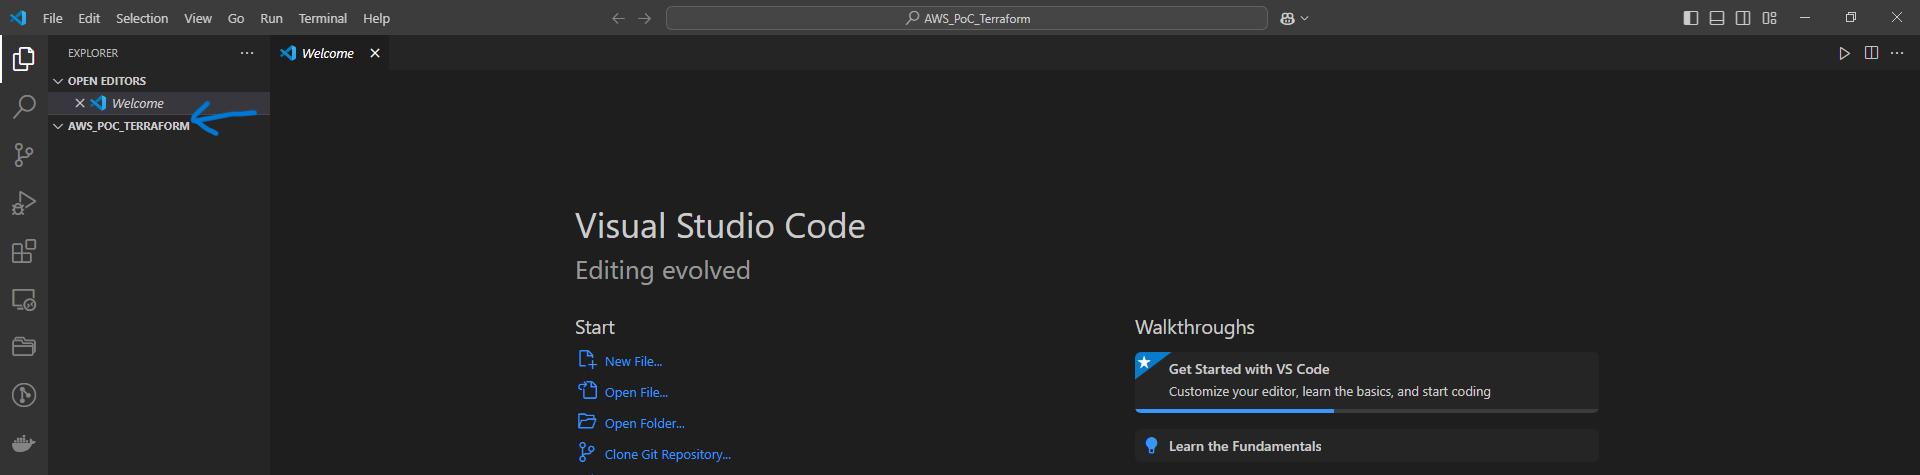 File Edit Selection View Go Run Terminal Help
AWS_PoC_Terraform
EXPLORER
OPEN EDITORS
Welcome
AWS_POC_TERRAFORM
Welcome
Visual Studio Code
Editing evolved
Start
New File...
Open File...
Open Folder...
Clone Git Repository...
Walkthroughs
Get Started with VS Code
Customize your editor, learn the basics, and start coding
Learn the Fundamentals